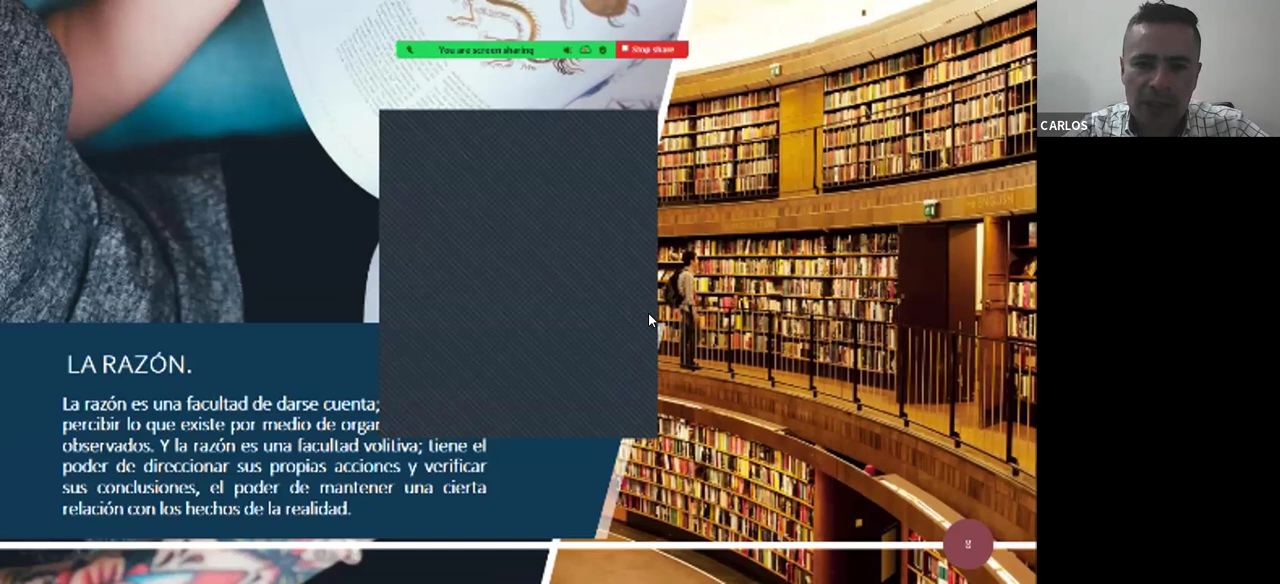 You are screen sharing
Stop share
CARLOS
LA RAZÓN.
La razón es una facultad de darse cuenta;
percibir lo que existe por medio de orgar
observados. Y la razón es una facultad volitiva; tiene el
poder de direccionar sus propias acciones y verificar
sus conclusiones, el poder de mantener una cierta
relación con los hechos de la realidad.